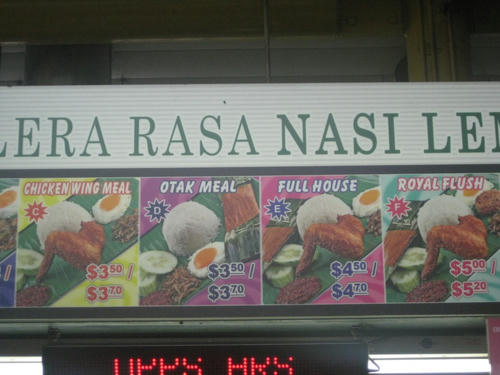 LERA RASA NASI LEM
CHICKEN WING MEAL
C
$3.50 /
$3.70
OTAK MEAL
D
$3.50 /
$3.70
FULL HOUSE
E
$4.50 /
$4.70
ROYAL FLUSH
F
$5.00 /
$5.20